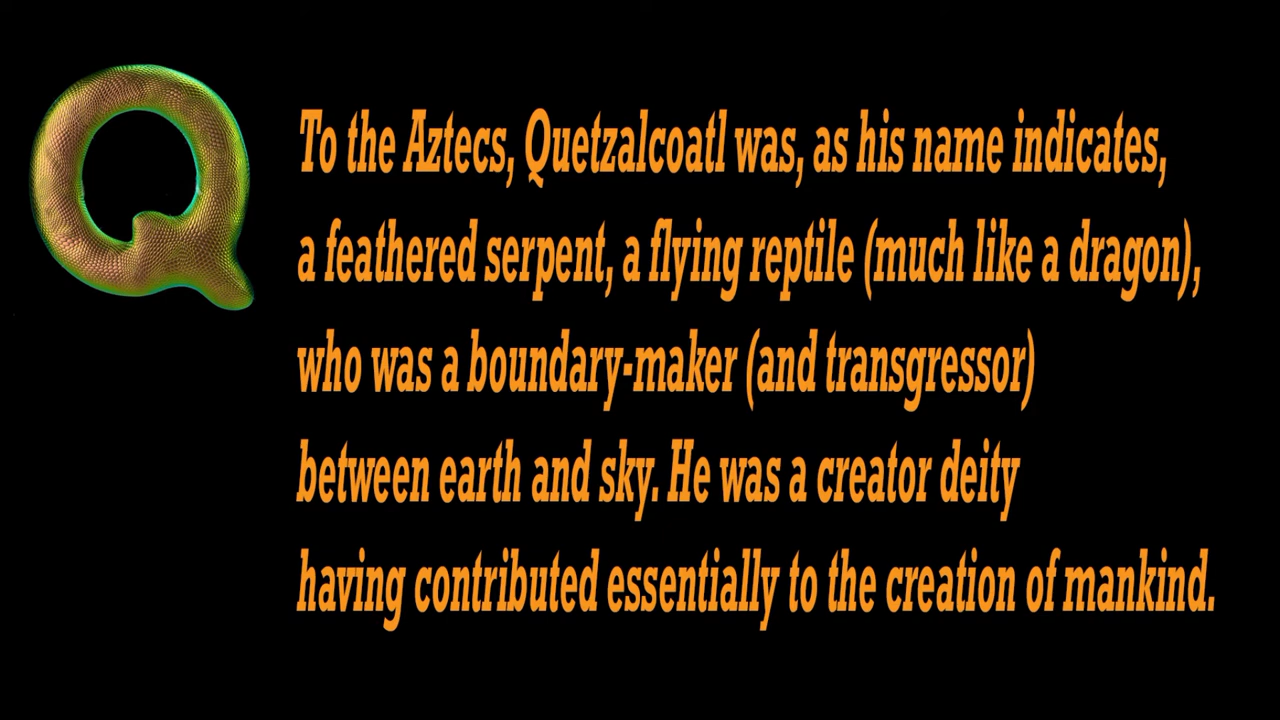 Q
To the Aztecs, Quetzalcoatl was, as his name indicates,
a feathered serpent, a flying reptile (much like a dragon),
who was a boundary-maker (and transgressor)
between earth and sky. He was a creator deity
having contributed essentially to the creation of mankind.